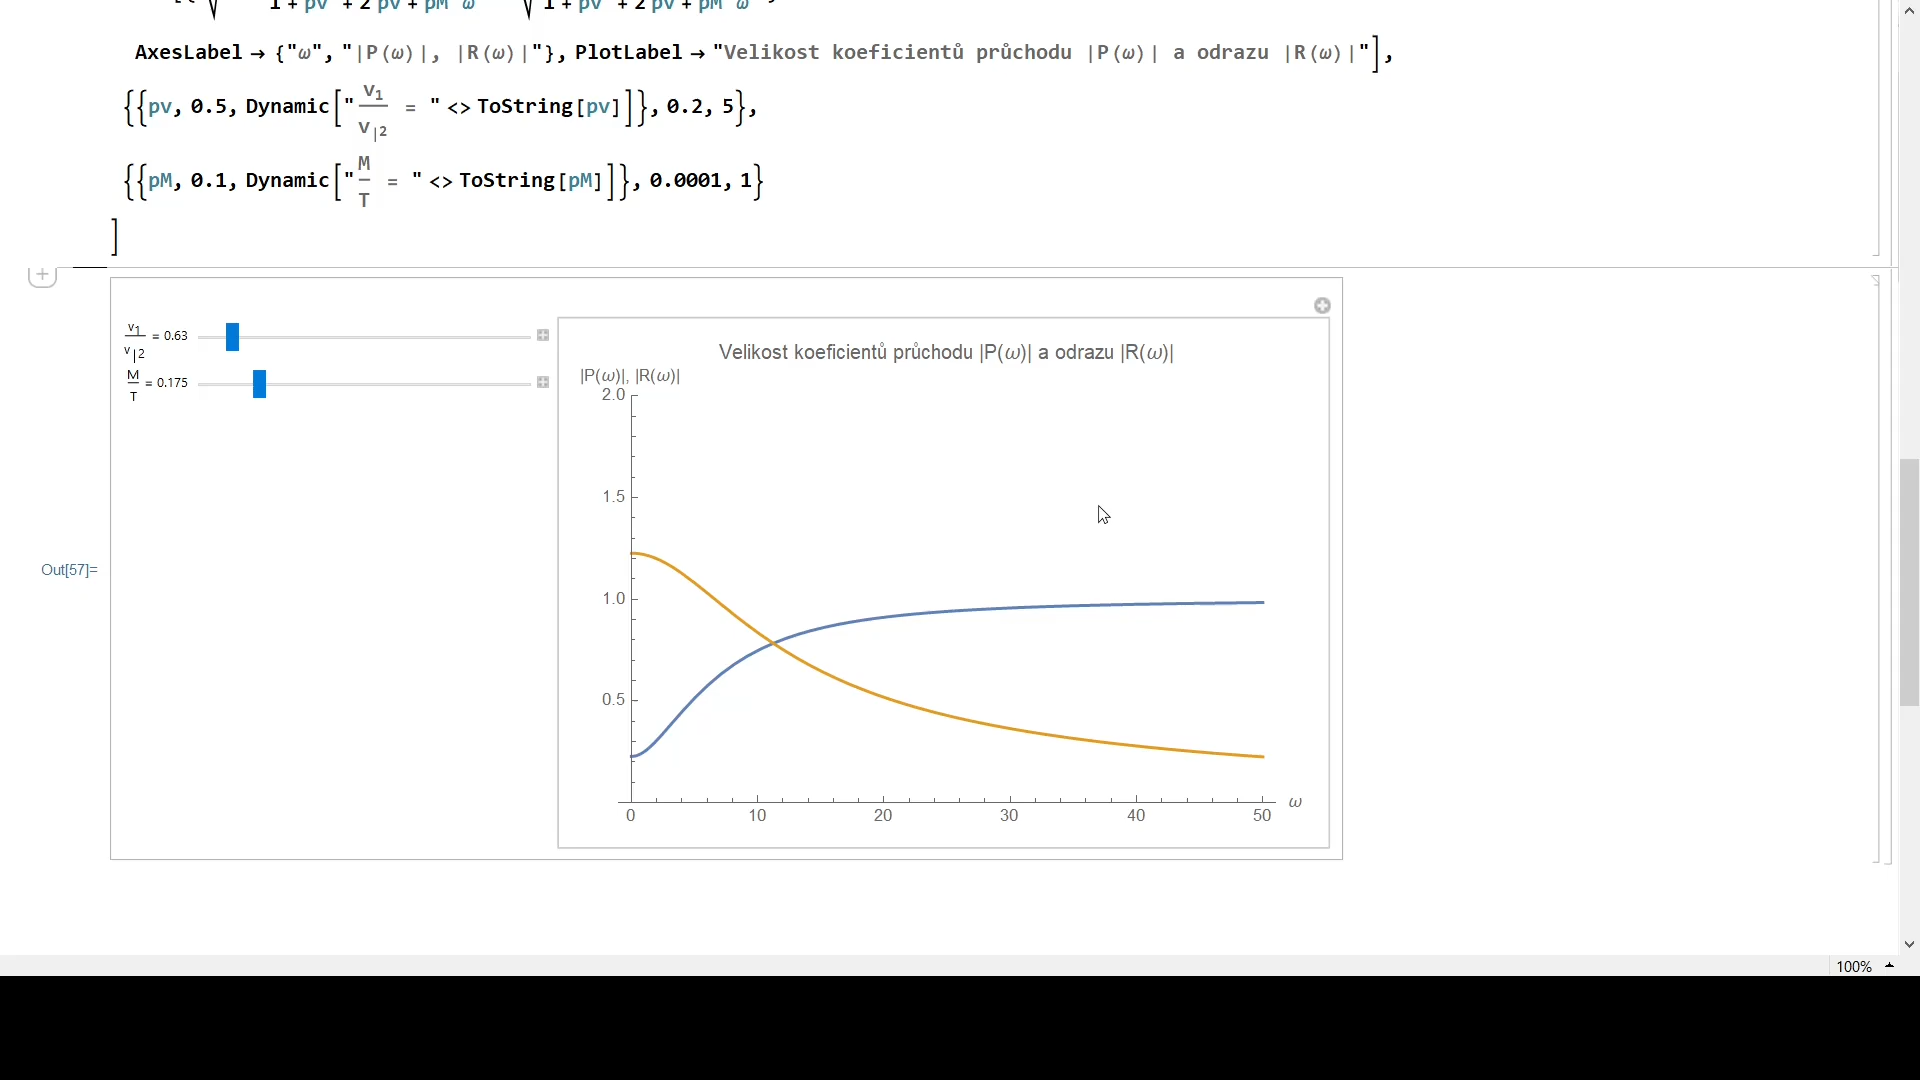 AxesLabel → {"ω", "|P(ω)|, |R(ω)|"}, PlotLabel → "Velikost koeficientů průchodu |P(ω)| a odrazu |R(ω)|"],
{{pv, 0.5, Dynamic["v1/v|2 = " <> ToString[pv]]}, 0.2, 5},
{{pM, 0.1, Dynamic["M/T = " <> ToString[pM]]}, 0.0001, 1}
]
v1/v|2 = 0.63
M/T = 0.175
Velikost koeficientů průchodu |P(ω)| a odrazu |R(ω)|
|P(ω)|, |R(ω)|
2.0
1.5
1.0
0.5
0 10 20 30 40 50 ω
Out[57]=
100%